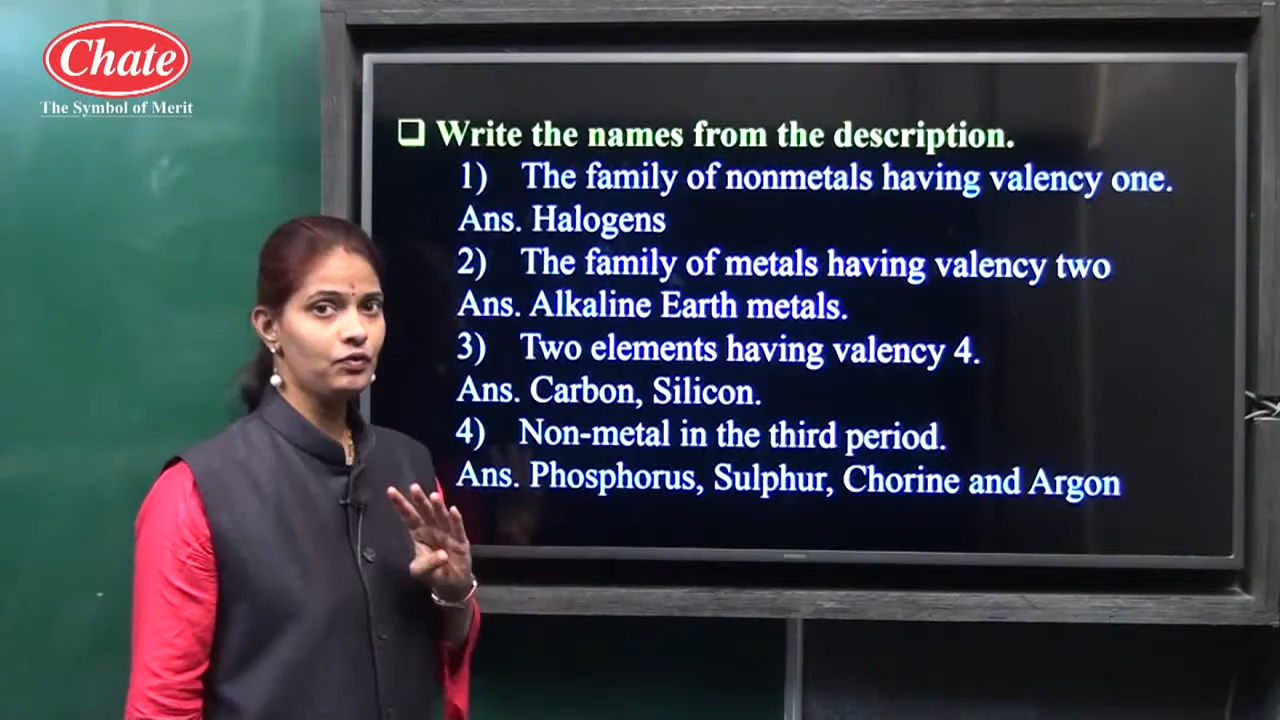 Chate
The Symbol of Merit
❑ Write the names from the description.
1) The family of nonmetals having valency one.
Ans. Halogens
2) The family of metals having valency two
Ans. Alkaline Earth metals.
3) Two elements having valency 4.
Ans. Carbon, Silicon.
4) Non-metal in the third period.
Ans. Phosphorus, Sulphur, Chorine and Argon